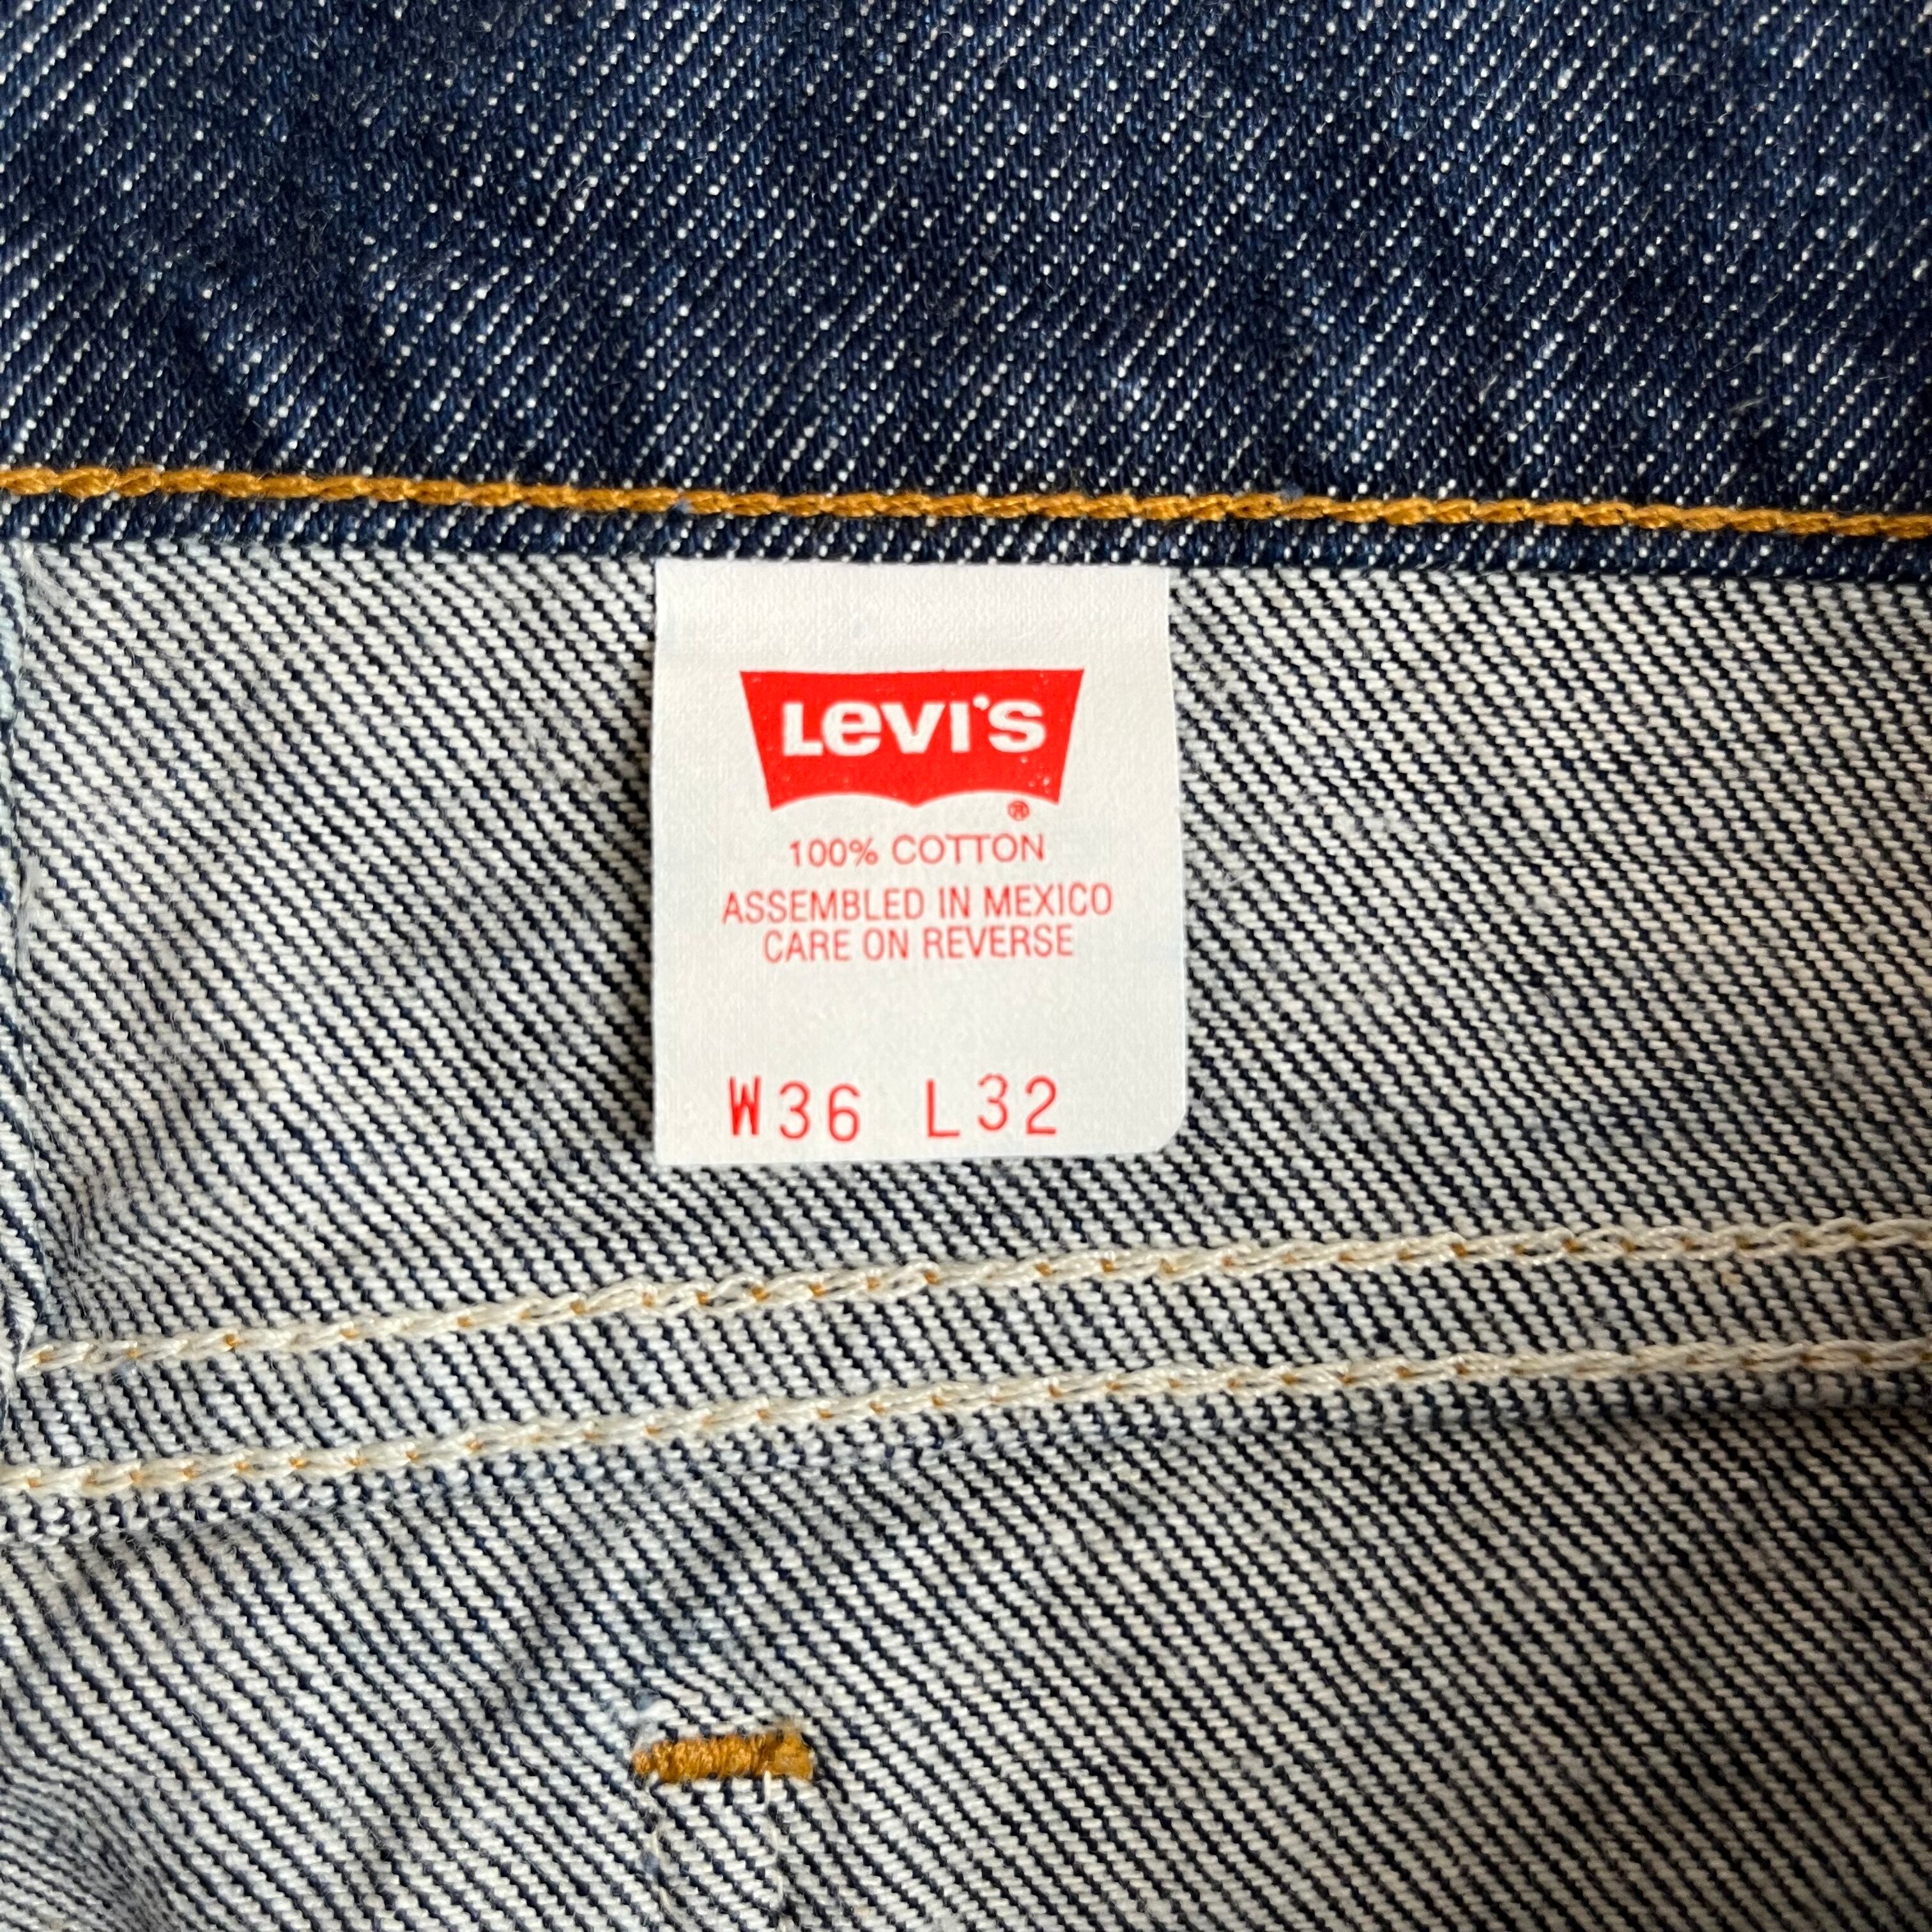 Levi's
®
100% COTTON
ASSEMBLED IN MEXICO
CARE ON REVERSE
W36 L32